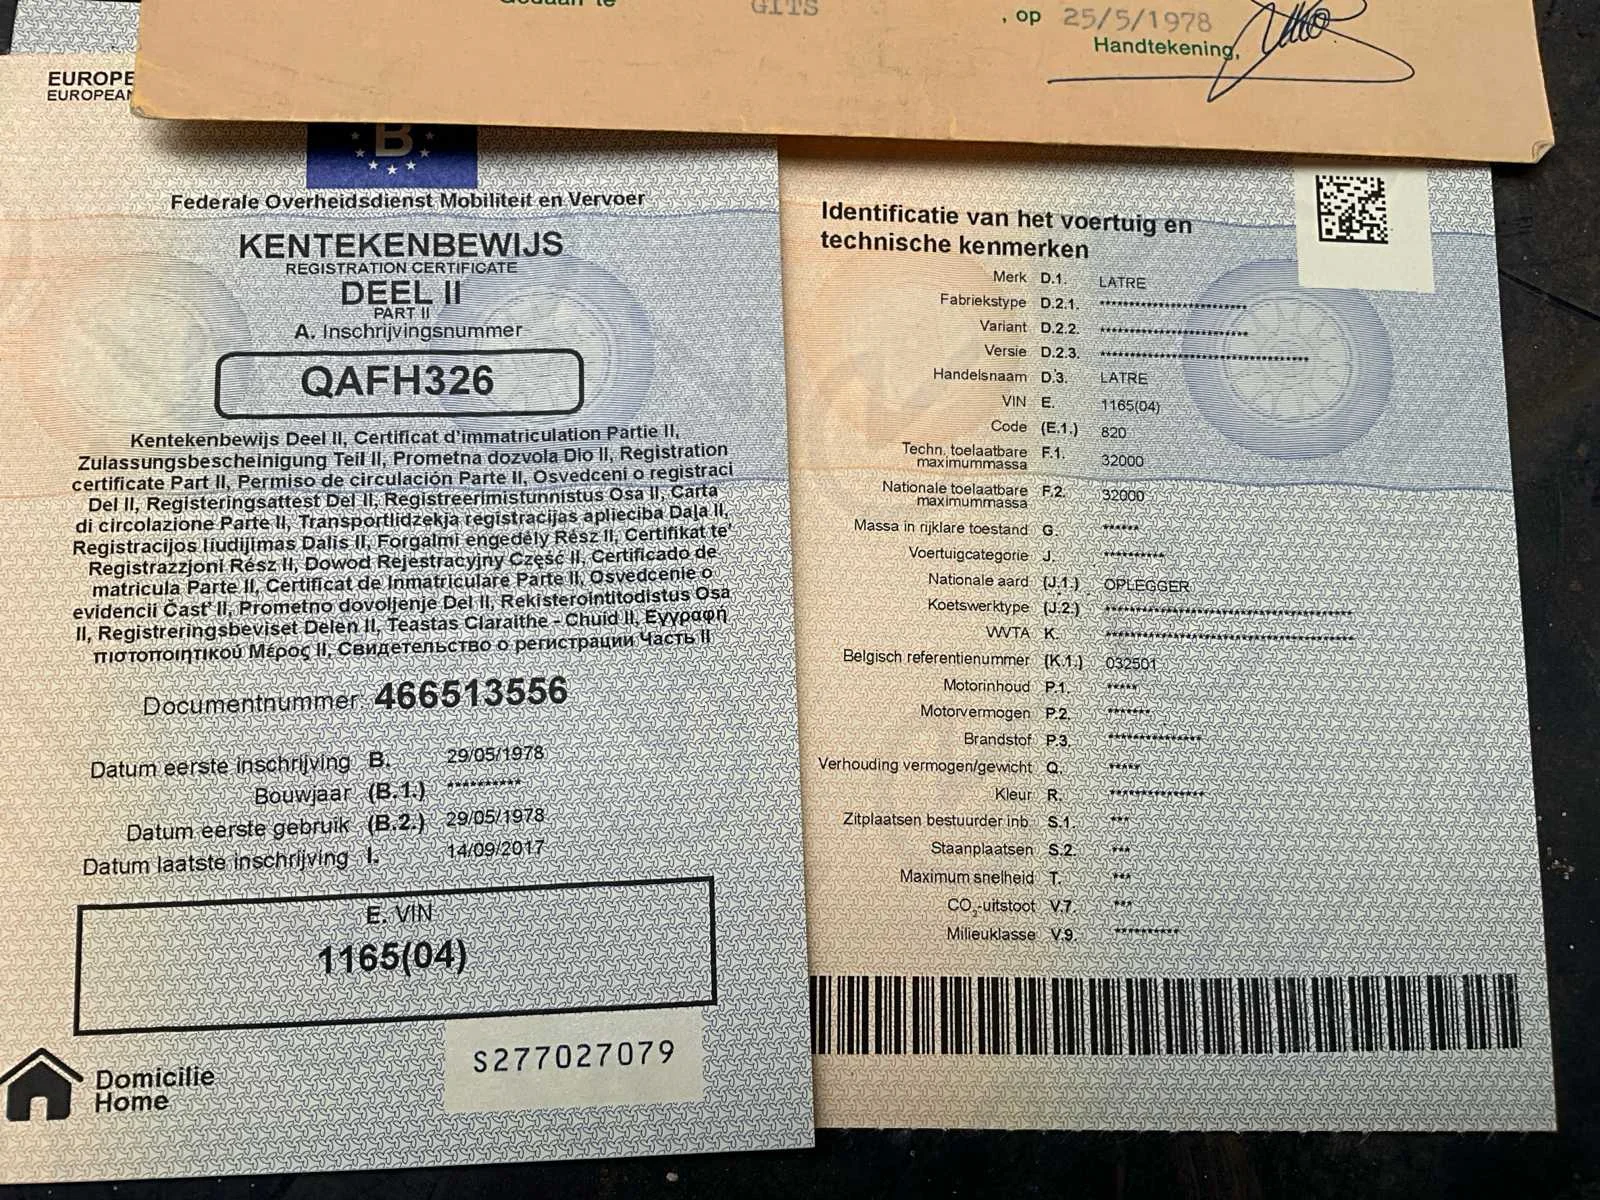 GITS
, op 25/5/1978
Handtekening,
EUROPE
EUROPEAN
B
Federale Overheidsdienst Mobiliteit en Vervoer
KENTEKENBEWIJS
REGISTRATION CERTIFICATE
DEEL II
PART II
A. Inschrijvingsnummer
QAFH326
Kentekenbewijs Deel II, Certificat d'immatriculation Partie II,
Zulassungsbescheinigung Teil II, Prometna dozvola Dio II, Registration
certificate Part II, Permiso de circulación Parte II, Osvedceni o registraci
Del II, Registeringsattest Del II, Registreerimistunnistus Osa II, Carta
di circolazione Parte II, Transportlidzekja registracijas aplieciba Daļa II,
Registracijos liudijimas Dalis II, Forgalmi engedély Rész II, Certifikat te'
Registrazzjoni Rész II, Dowod Rejestracyjny Część II, Certificado de
matricula Parte II, Certificat de Inmatriculare Parte II, Osvedcenie o
evidencii Čast' II, Prometno dovoljenje Del II, Rekisterointitodistus Osa
II, Registreringsbeviset Delen II, Teastas Claraithe - Chuid II, Εγγραφή
πιστοποιητικού Μέρος II, Свидетельство о регистрации Часть II
Documentnummer: 466513556
Datum eerste inschrijving B. 29/05/1978
Bouwjaar (B.1.) **********
Datum eerste gebruik (B.2.) 29/05/1978
Datum laatste inschrijving I. 14/09/2017
E. VIN
1165(04)
S277027079
Domicilie
Home
Identificatie van het voertuig en
technische kenmerken
Merk D.1. LATRE
Fabriekstype D.2.1. *************************
Variant D.2.2. *************************
Versie D.2.3. ***********************************
Handelsnaam D.3. LATRE
VIN E. 1165(04)
Code (E.1.) 820
Techn. toelaatbare
maximummassa F.1. 32000
Nationale toelaatbare
maximummassa F.2. 32000
Massa in rijklare toestand G. ******
Voertuigcategorie J. **********
Nationale aard (J.1.) OPLEGGER
Koetswerktype (J.2.) *****************************************
WVTA K. *****************************************
Belgisch referentienummer (K.1.) 032501
Motorinhoud P.1. *****
Motorvermogen P.2. *******
Brandstof P.3. ***************
Verhouding vermogen/gewicht Q. *****
Kleur R. ***************
Zitplaatsen bestuurder inb. S.1. ***
Staanplaatsen S.2. ***
Maximum snelheid T. ***
CO₂-uitstoot V.7. ***
Milieuklasse V.9. **********